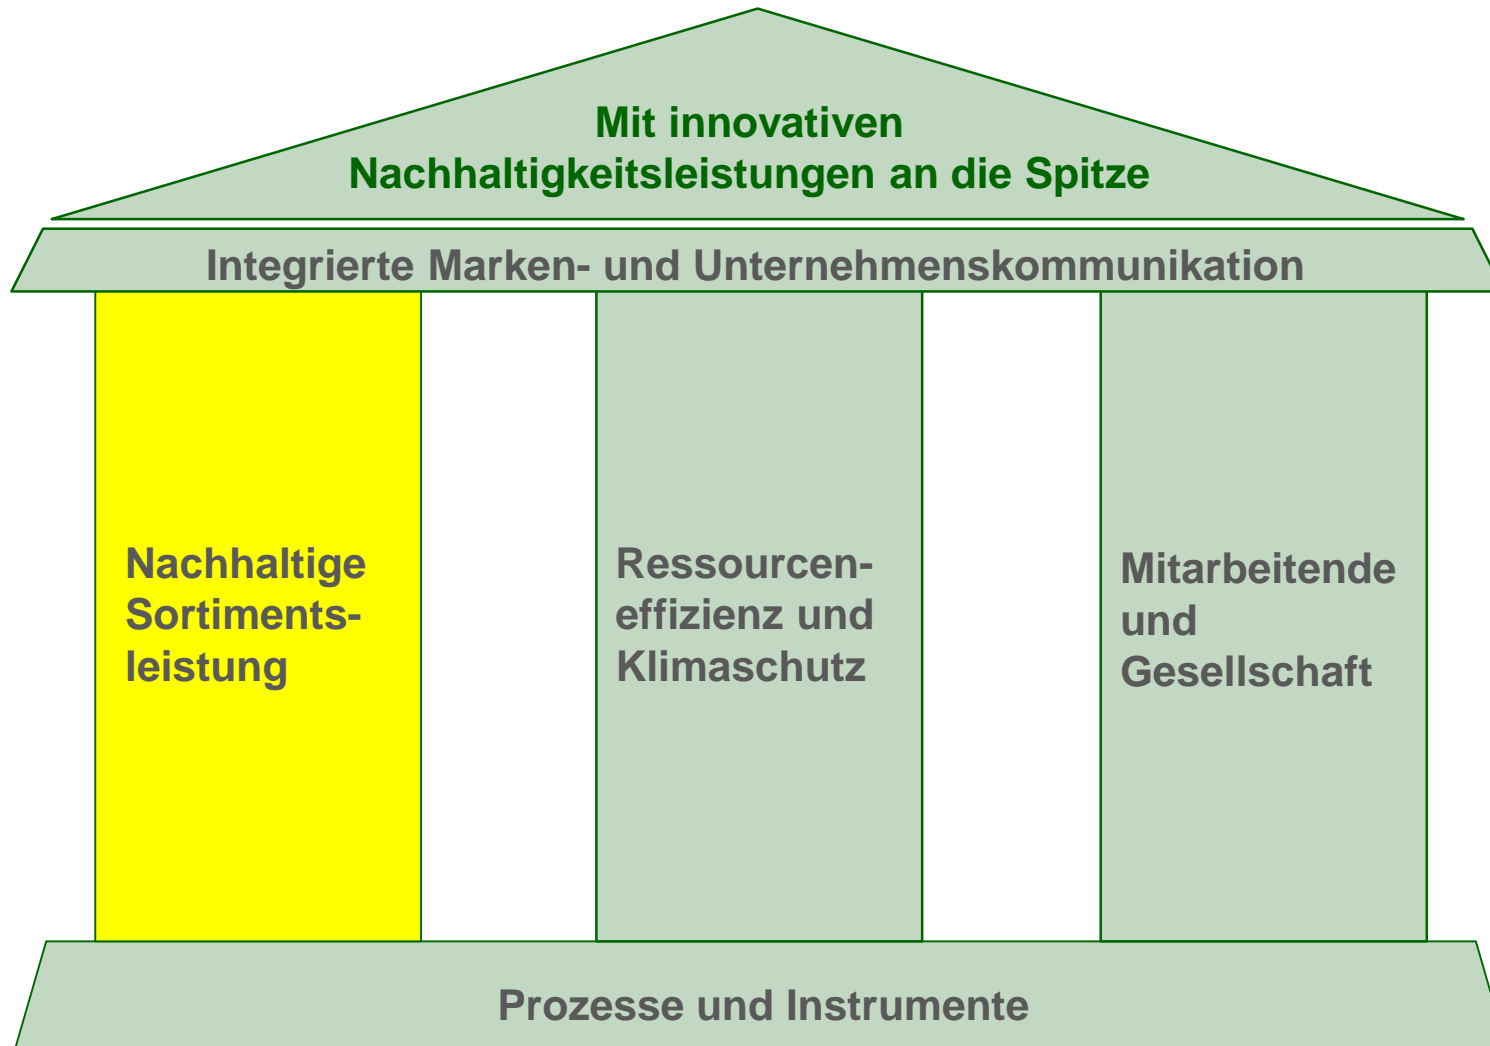 Mit innovativen
Nachhaltigkeitsleistungen an die Spitze
Integrierte Marken- und Unternehmenskommunikation
Nachhaltige
Sortiments-
leistung
Ressourcen-
effizienz und
Klimaschutz
Mitarbeitende
und
Gesellschaft
Prozesse und Instrumente